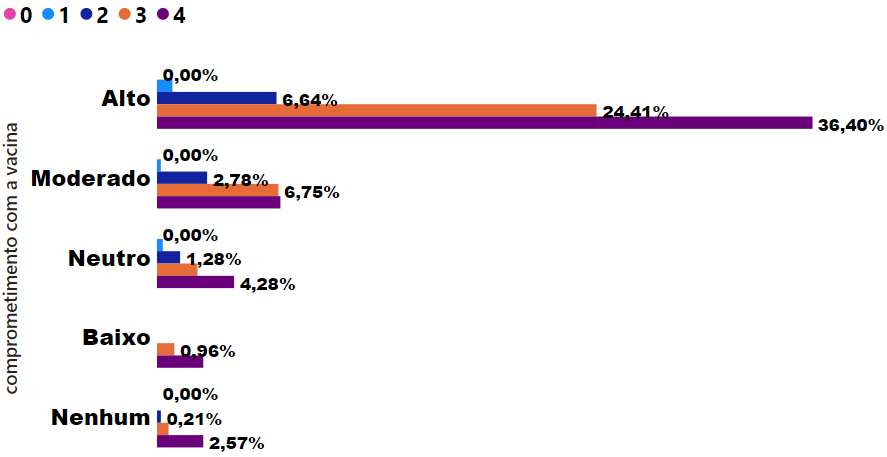 0 1 2 3 4
comprometimento com a vacina
Alto
0,00%
6,64%
24,41%
36,40%
Moderado
0,00%
2,78%
6,75%
Neutro
0,00%
1,28%
4,28%
Baixo
0,96%
Nenhum
0,00%
0,21%
2,57%